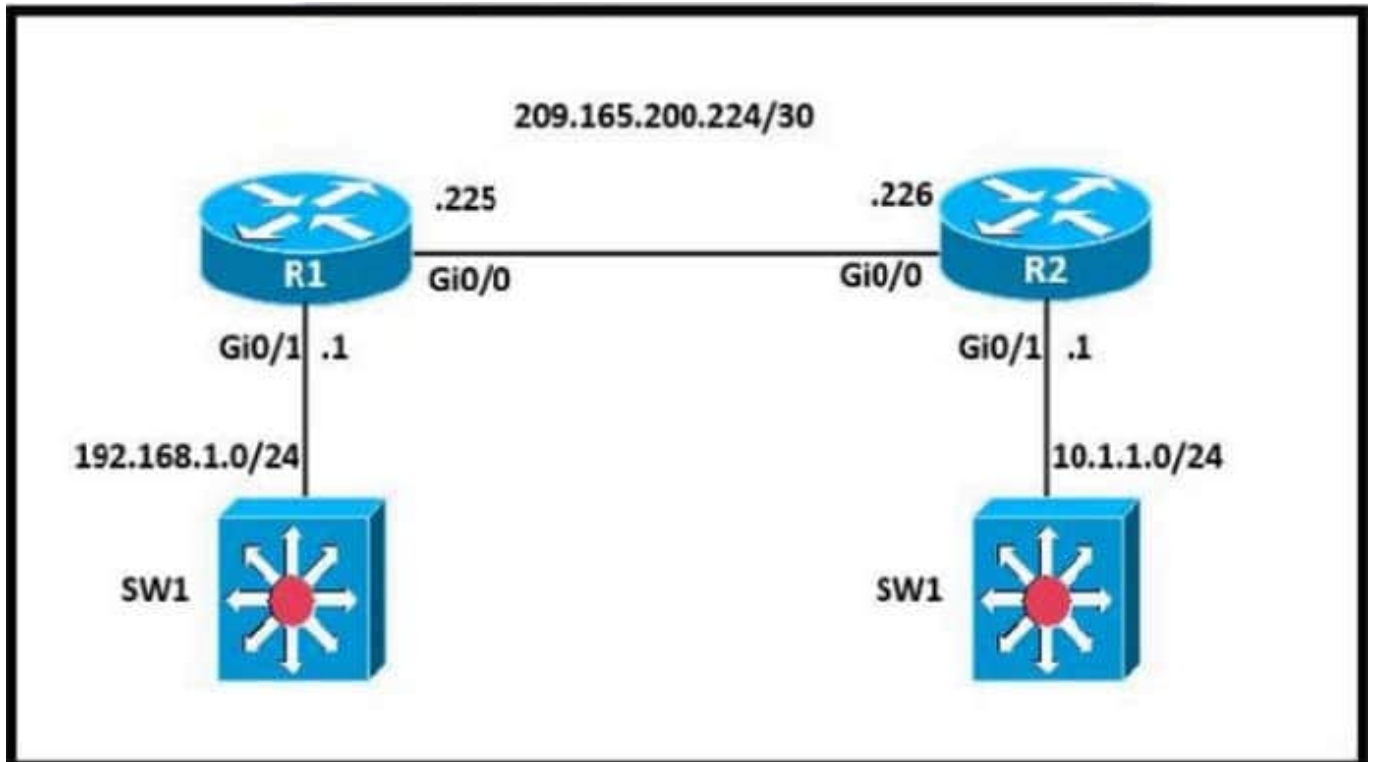 209.165.200.224/30
.225
.226
R1
Gi0/0
Gi0/0
R2
Gi0/1 .1
Gi0/1 .1
192.168.1.0/24
10.1.1.0/24
SW1
SW1